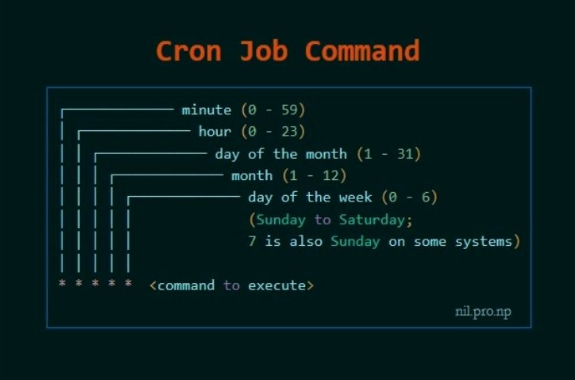 Cron Job Command
minute (0 - 59)
hour (0 - 23)
day of the month (1 - 31)
month (1 - 12)
day of the week (0 - 6)
(Sunday to Saturday;
7 is also Sunday on some systems)
* * * * * <command to execute>
nil.pro.np